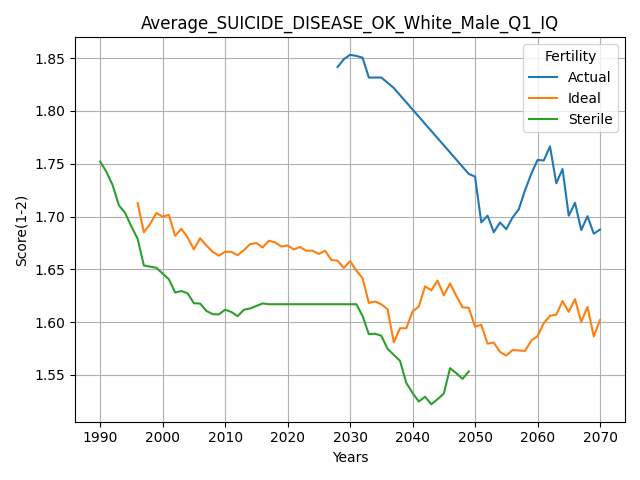 Average_SUICIDE_DISEASE_OK_White_Male_Q1_IQ
Fertility
Actual
Ideal
Sterile
Score(1-2)
1.85
1.80
1.75
1.70
1.65
1.60
1.55
1990 2000 2010 2020 2030 2040 2050 2060 2070
Years